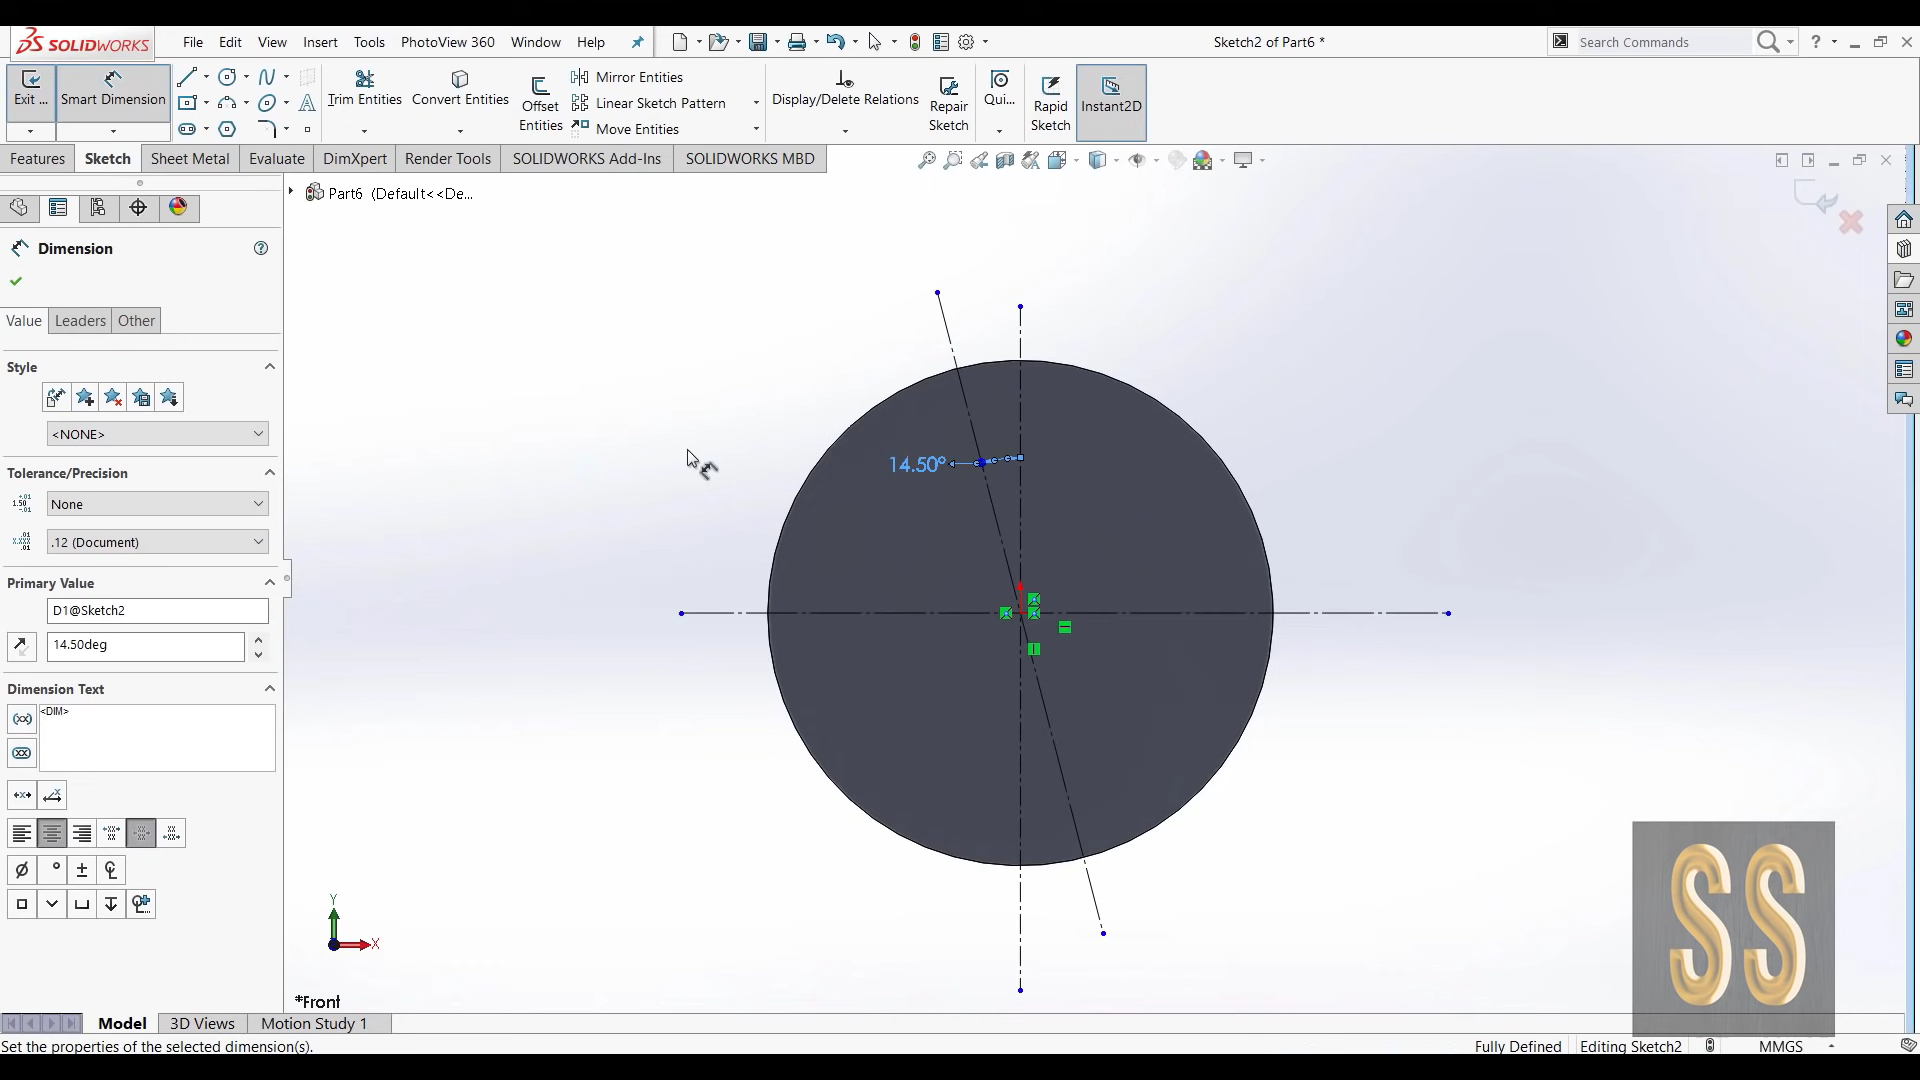 SOLIDWORKS File Edit View Insert Tools PhotoView 360 Window Help Sketch2 of Part6 * Search Commands ?
Exit ... Smart Dimension Trim Entities Convert Entities Offset Entities Mirror Entities Linear Sketch Pattern Move Entities Display/Delete Relations Repair Sketch Qui... Rapid Sketch Instant2D
Features Sketch Sheet Metal Evaluate DimXpert Render Tools SOLIDWORKS Add-Ins SOLIDWORKS MBD
Part6 (Default<<De...
Dimension
Value Leaders Other
Style
<NONE>
Tolerance/Precision
None
.12 (Document)
Primary Value
D1@Sketch2
14.50deg
Dimension Text
<DIM>
14.50°
Y
X
*Front
SS
Model 3D Views Motion Study 1
Set the properties of the selected dimension(s). Fully Defined Editing Sketch2 MMGS